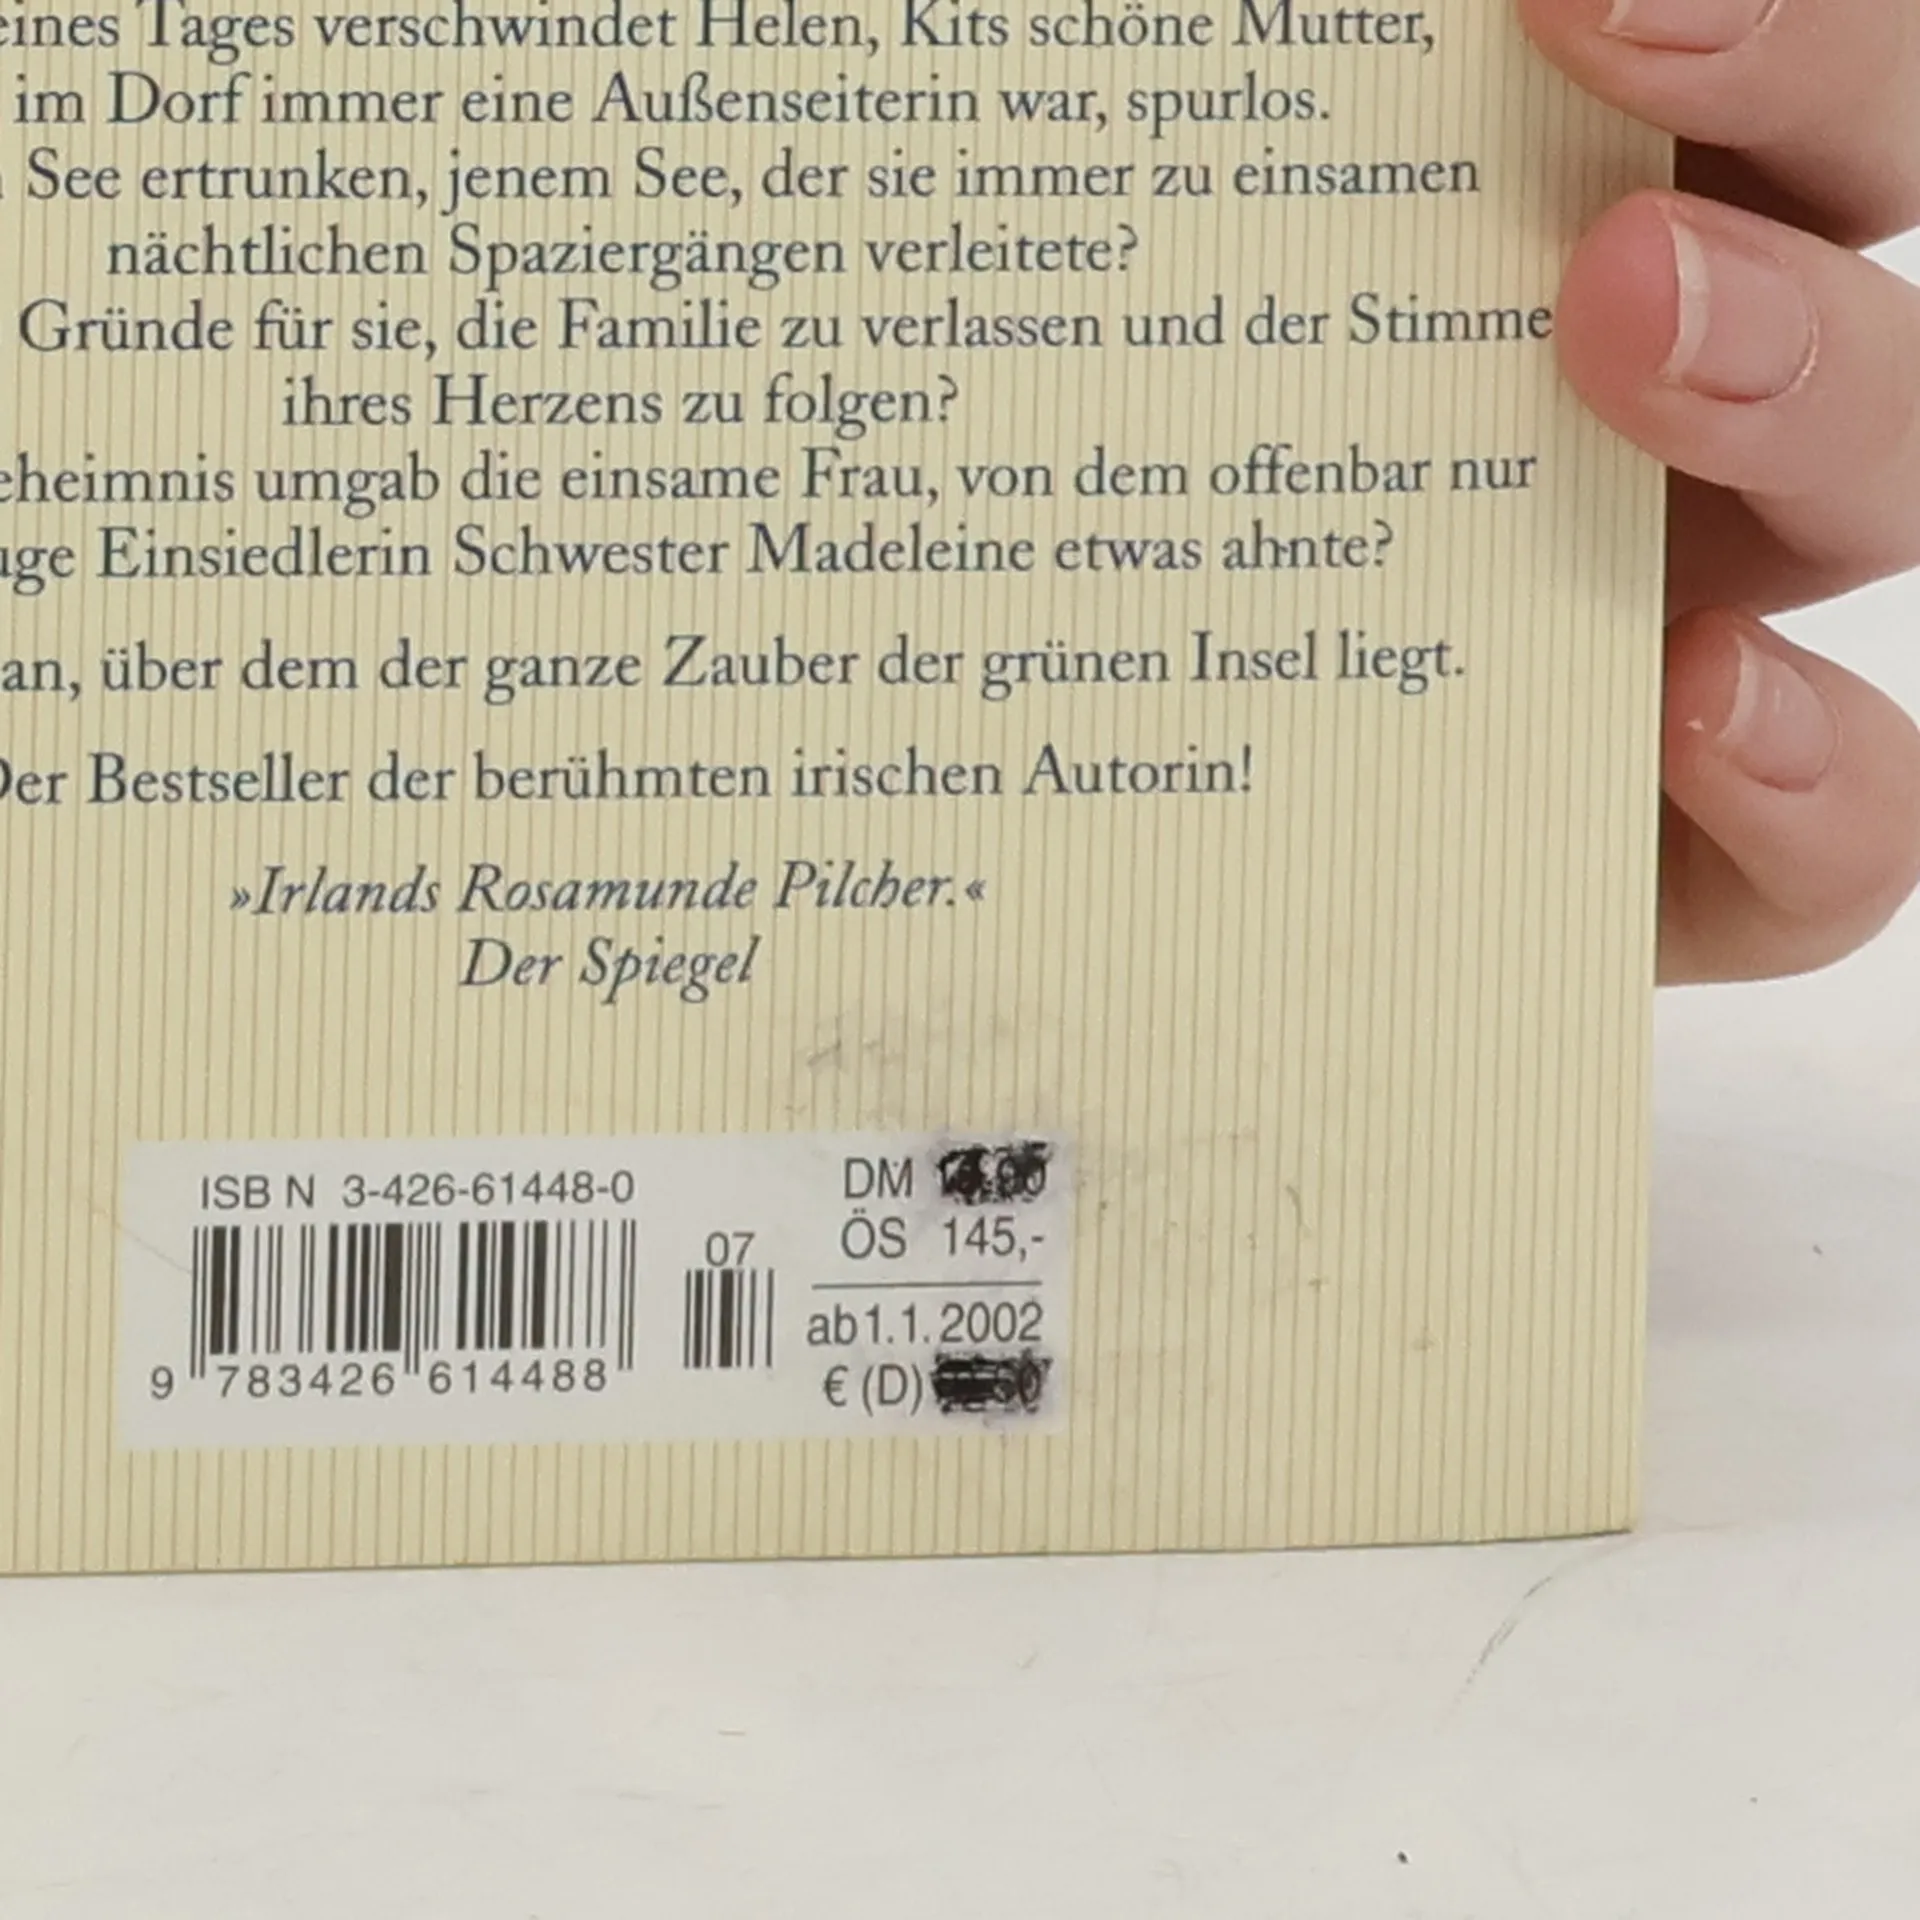 eines Tages verschwindet Helen, Kits schöne Mutter,
im Dorf immer eine Außenseiterin war, spurlos.
See ertrunken, jenem See, der sie immer zu einsamen
nächtlichen Spaziergängen verleitete?
Gründe für sie, die Familie zu verlassen und der Stimme
ihres Herzens zu folgen?
eheimnis umgab die einsame Frau, von dem offenbar nur
uge Einsiedlerin Schwester Madeleine etwas ahnte?
an, über dem der ganze Zauber der grünen Insel liegt.
Der Bestseller der berühmten irischen Autorin!
»Irlands Rosamunde Pilcher.«
Der Spiegel
ISBN 3-426-61448-0
07
9 783426 614488
DM
ÖS 145,-
ab 1.1.2002
€ (D)